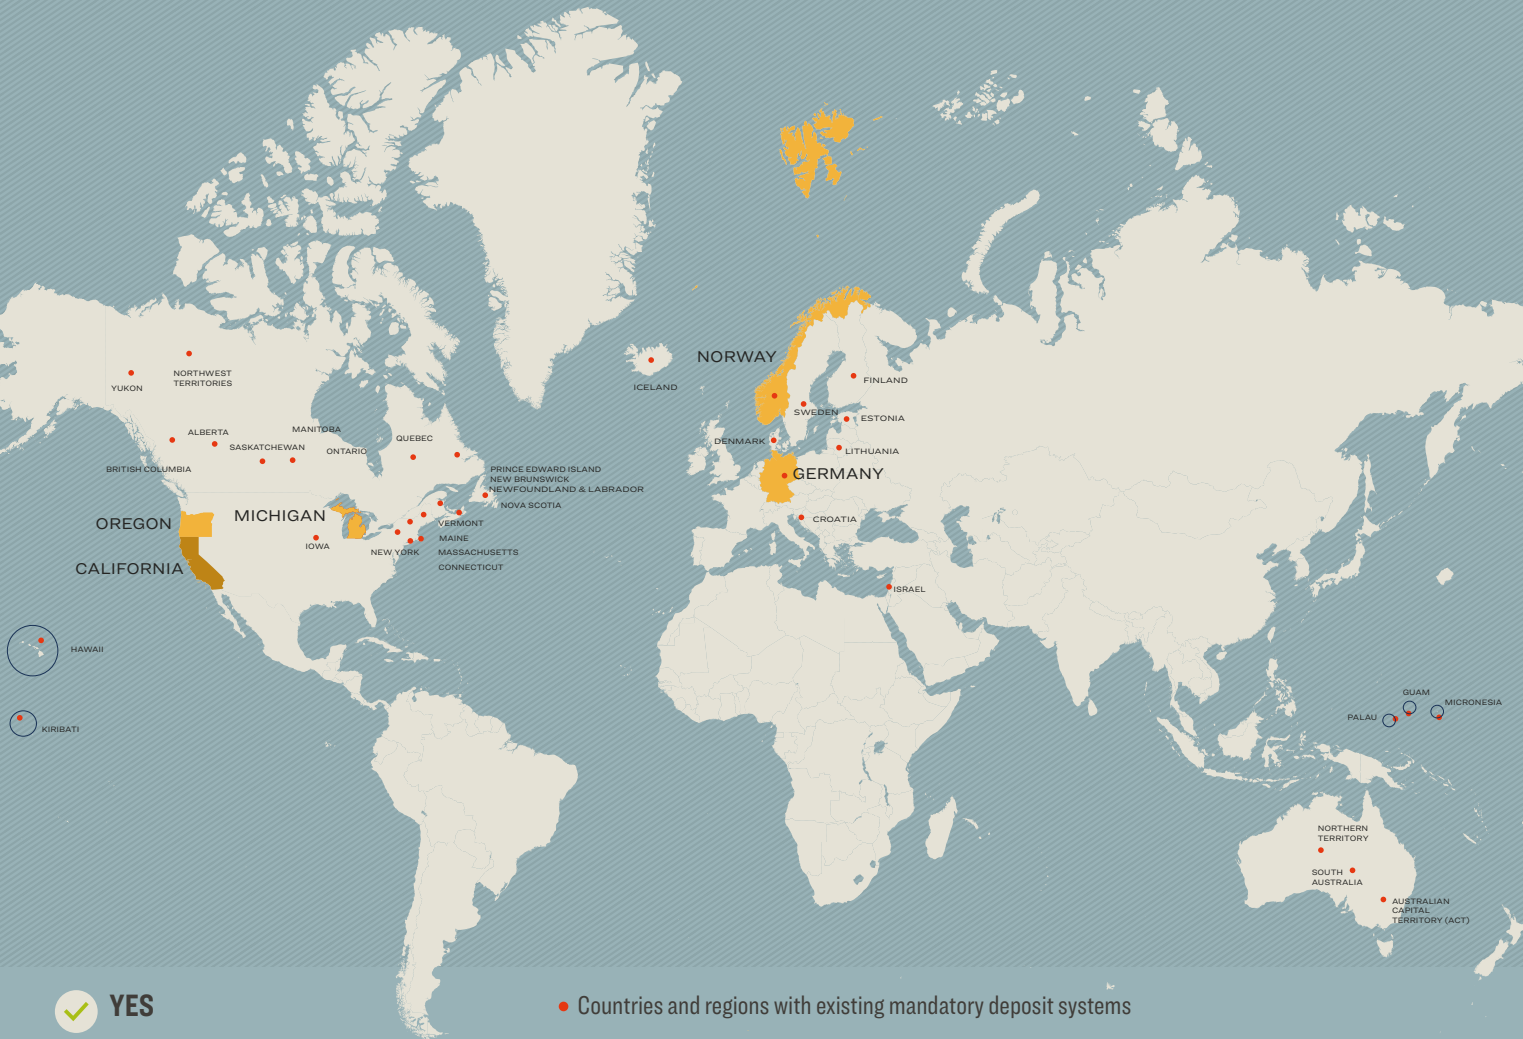 NORTHWEST
TERRITORIES
YUKON
ALBERTA
SASKATCHEWAN
MANITOBA
ONTARIO
QUEBEC
BRITISH COLUMBIA
PRINCE EDWARD ISLAND
NEW BRUNSWICK
NEWFOUNDLAND & LABRADOR
NOVA SCOTIA
OREGON
MICHIGAN
IOWA
NEW YORK
VERMONT
MAINE
MASSACHUSETTS
CONNECTICUT
CALIFORNIA
HAWAII
KIRIBATI
ICELAND
NORWAY
FINLAND
SWEDEN
ESTONIA
DENMARK
LITHUANIA
GERMANY
CROATIA
ISRAEL
GUAM
MICRONESIA
PALAU
NORTHERN
TERRITORY
SOUTH
AUSTRALIA
AUSTRALIAN
CAPITAL
TERRITORY (ACT)
YES
Countries and regions with existing mandatory deposit systems